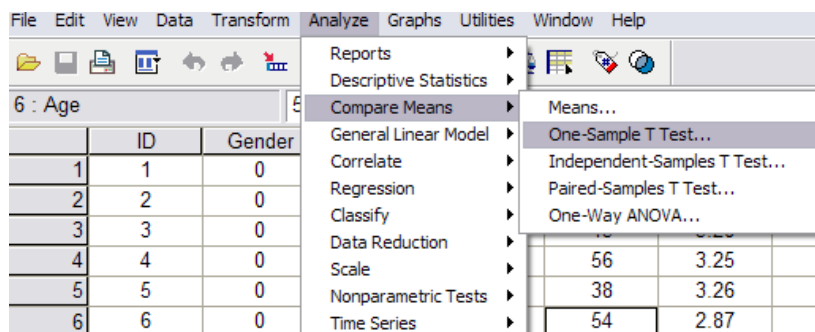 File Edit View Data Transform Analyze Graphs Utilities Window Help
Reports
Descriptive Statistics
6 : Age
Compare Means
Means...
ID Gender
General Linear Model
One-Sample T Test...
1 1 0
Correlate
Independent-Samples T Test...
2 2 0
Regression
Paired-Samples T Test...
3 3 0
Classify
One-Way ANOVA...
Data Reduction
4 4 0
56 3.25
Scale
5 5 0
Nonparametric Tests
38 3.26
6 6 0
Time Series
54 2.87